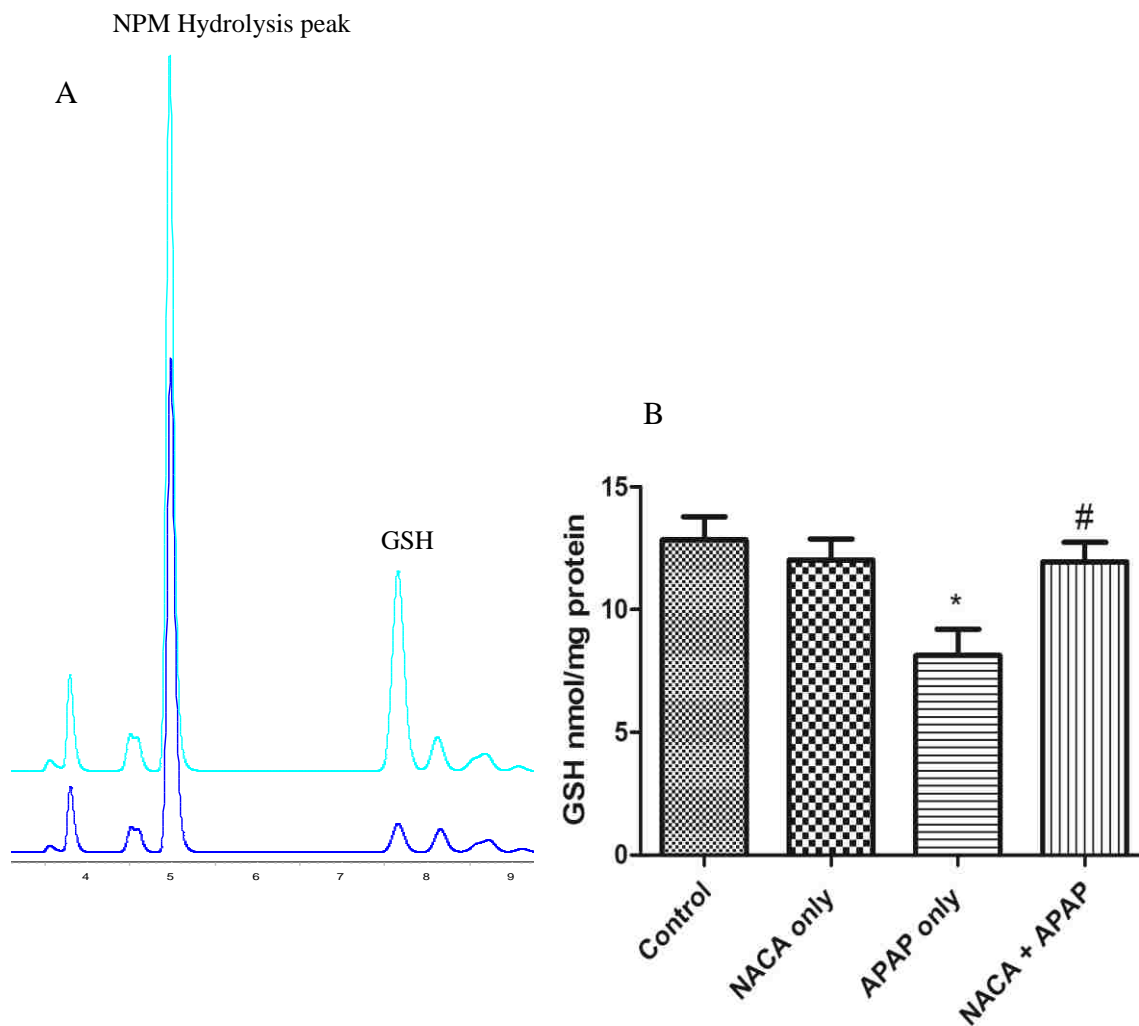 NPM Hydrolysis peak
A
GSH
4 5 6 7 8 9
B
GSH nmol/mg protein
15
10
5
0
*
#
Control
NACA only
APAP only
NACA + APAP